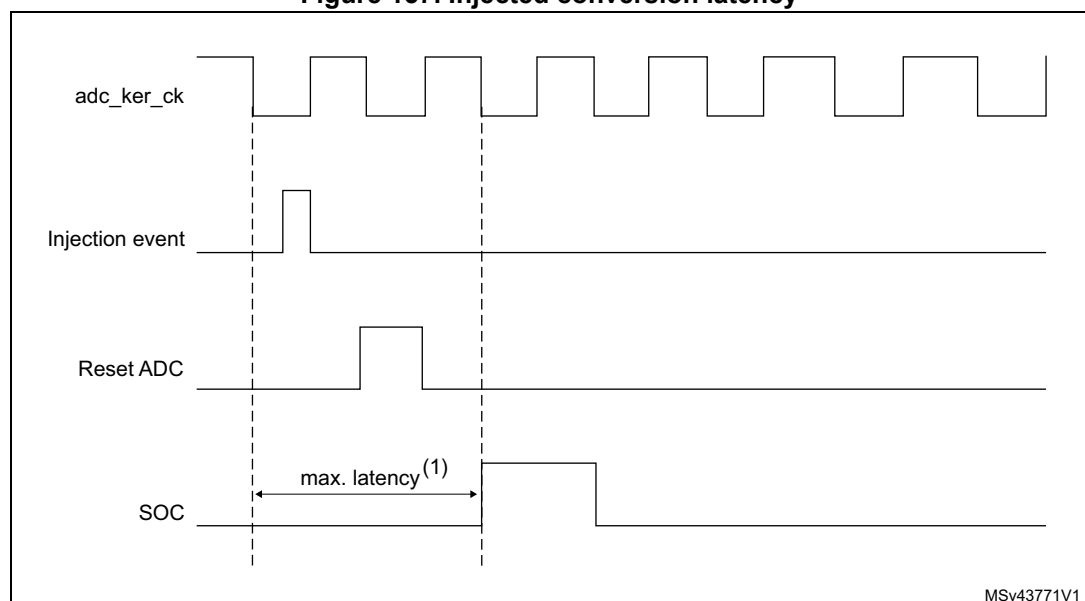 adc_ker_ck
Injection event
Reset ADC
max. latency(1)
SOC
MSv43771V1